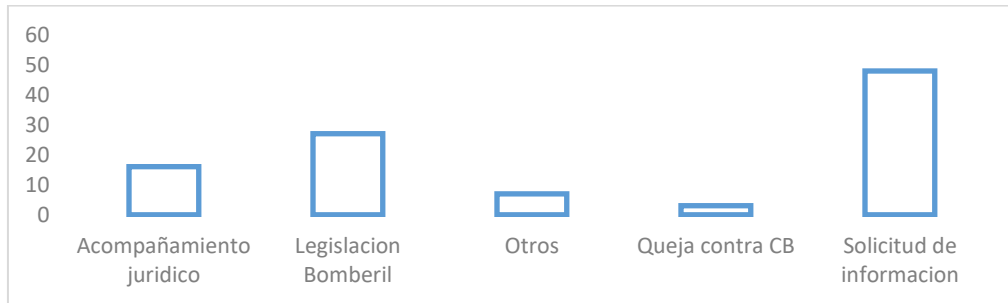 60
50
40
30
20
10
0
Acompañamiento
juridico
Legislacion
Bomberil
Otros
Queja contra CB
Solicitud de
informacion